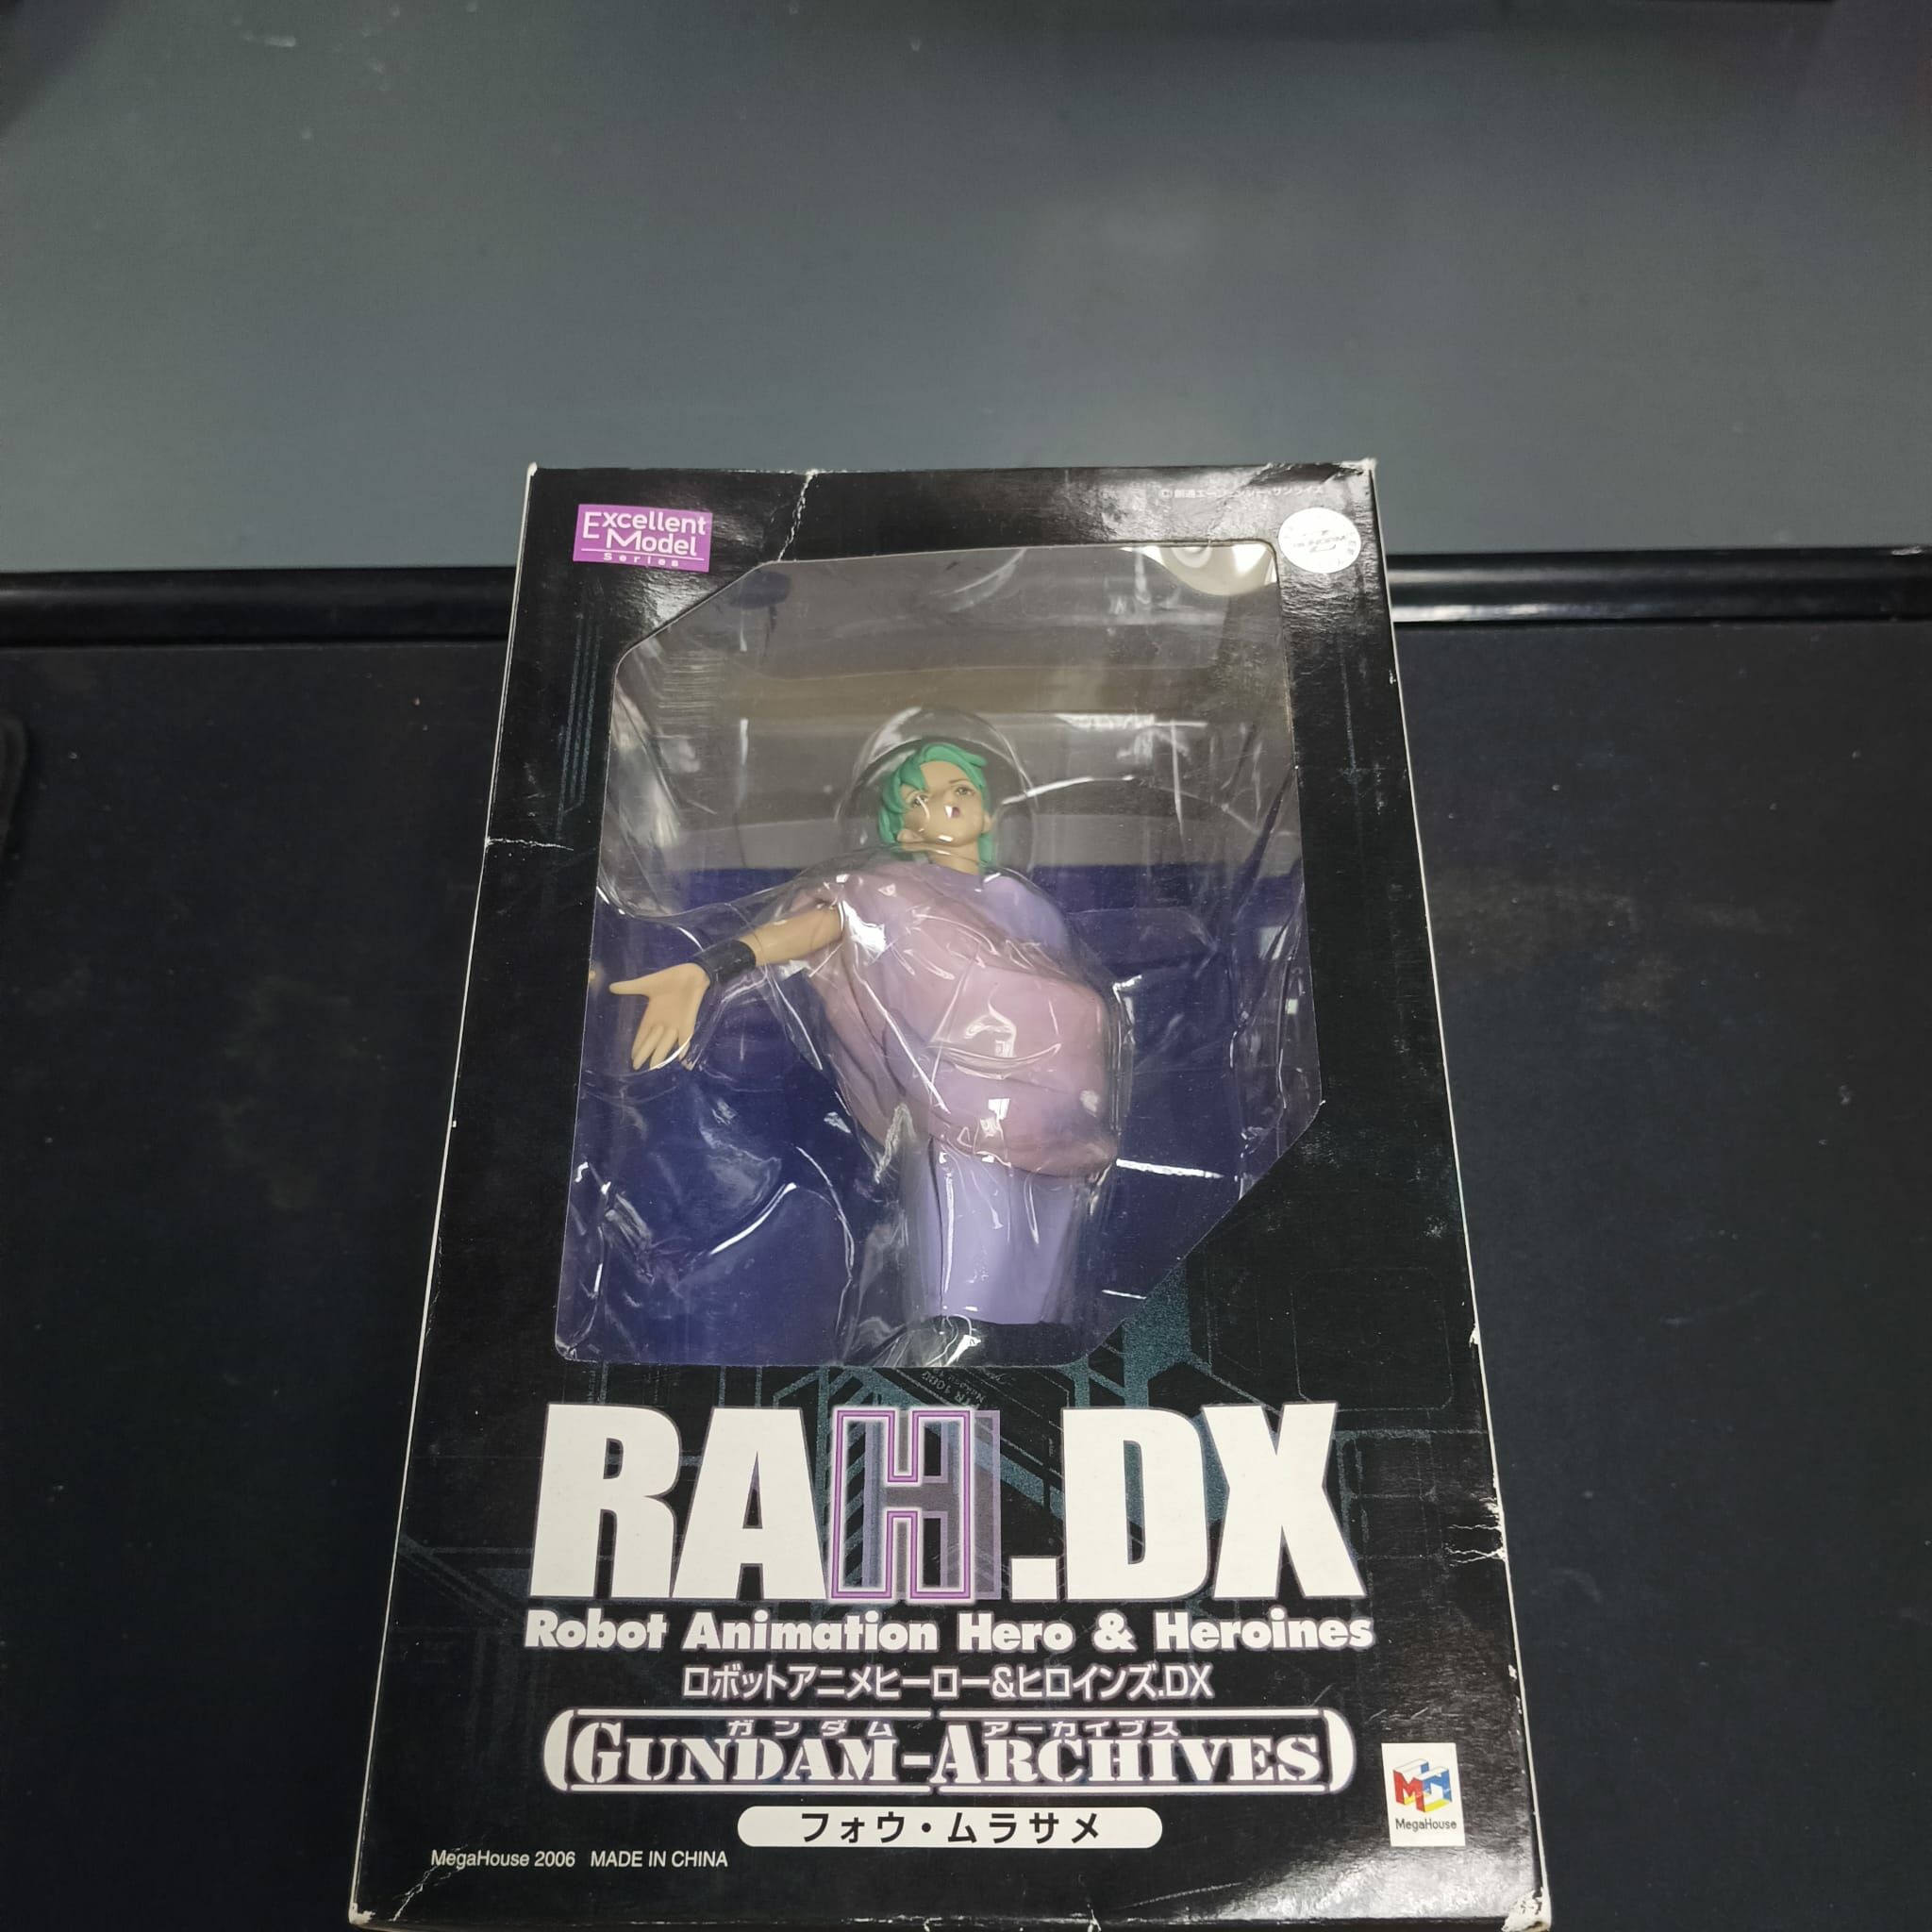 Excellent
Model
Series
RAH.DX
Robot Animation Hero & Heroines
ロボットアニメヒーロー&ヒロインズ.DX
ガンダム アーカイブス
GUNDAM-ARCHIVES
フォウ・ムラサメ
MegaHouse
MegaHouse 2006 MADE IN CHINA